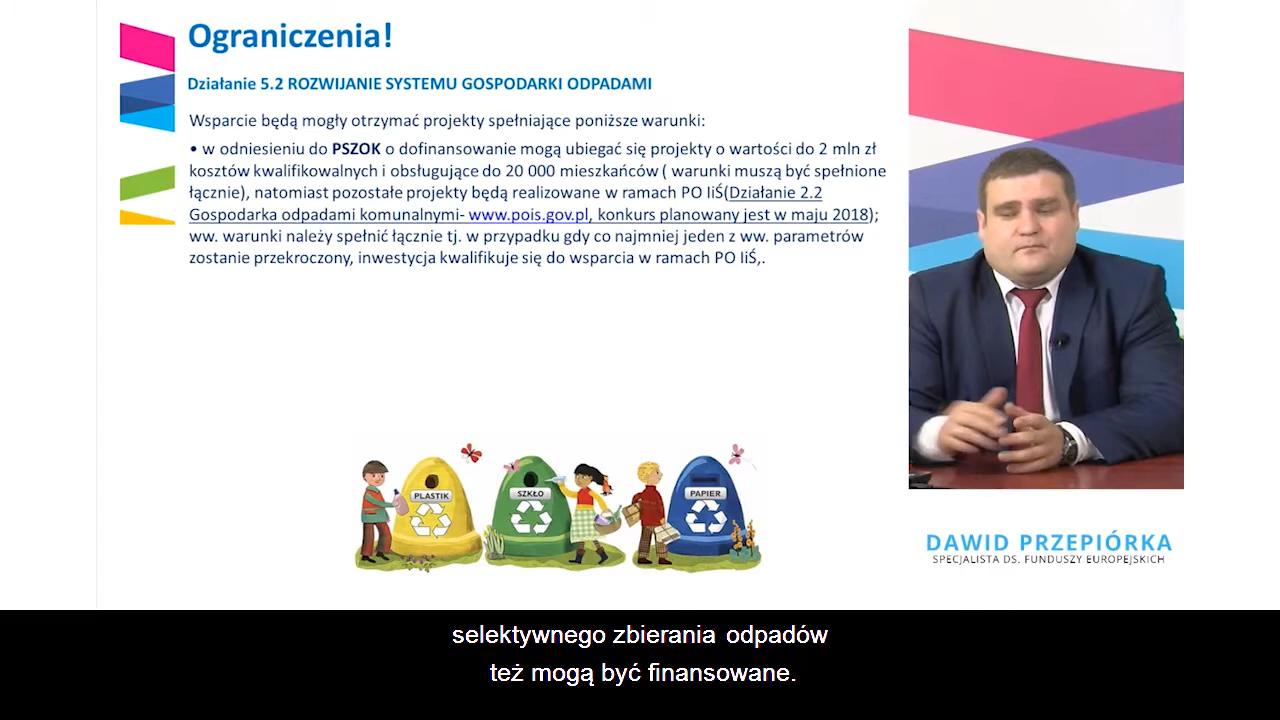 Ograniczenia!
Działanie 5.2 ROZWIJANIE SYSTEMU GOSPODARKI ODPADAMI
Wsparcie będą mogły otrzymać projekty spełniające poniższe warunki:
• w odniesieniu do PSZOK o dofinansowanie mogą ubiegać się projekty o wartości do 2 mln zł
kosztów kwalifikowalnych i obsługujące do 20 000 mieszkańców ( warunki muszą być spełnione
łącznie), natomiast pozostałe projekty będą realizowane w ramach PO IiŚ(Działanie 2.2
Gospodarka odpadami komunalnymi- www.pois.gov.pl, konkurs planowany jest w maju 2018);
ww. warunki należy spełnić łącznie tj. w przypadku gdy co najmniej jeden z ww. parametrów
zostanie przekroczony, inwestycja kwalifikuje się do wsparcia w ramach PO IiŚ,.
PLASTIK
SZKŁO
PAPIER
DAWID PRZEPIÓRKA
SPECJALISTA DS. FUNDUSZY EUROPEJSKICH
selektywnego zbierania odpadów
też mogą być finansowane.